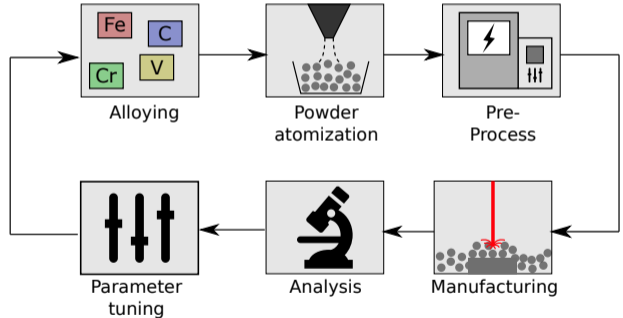 Fe
C
Cr
V
Alloying
Powder
atomization
Pre-
Process
Parameter
tuning
Analysis
Manufacturing